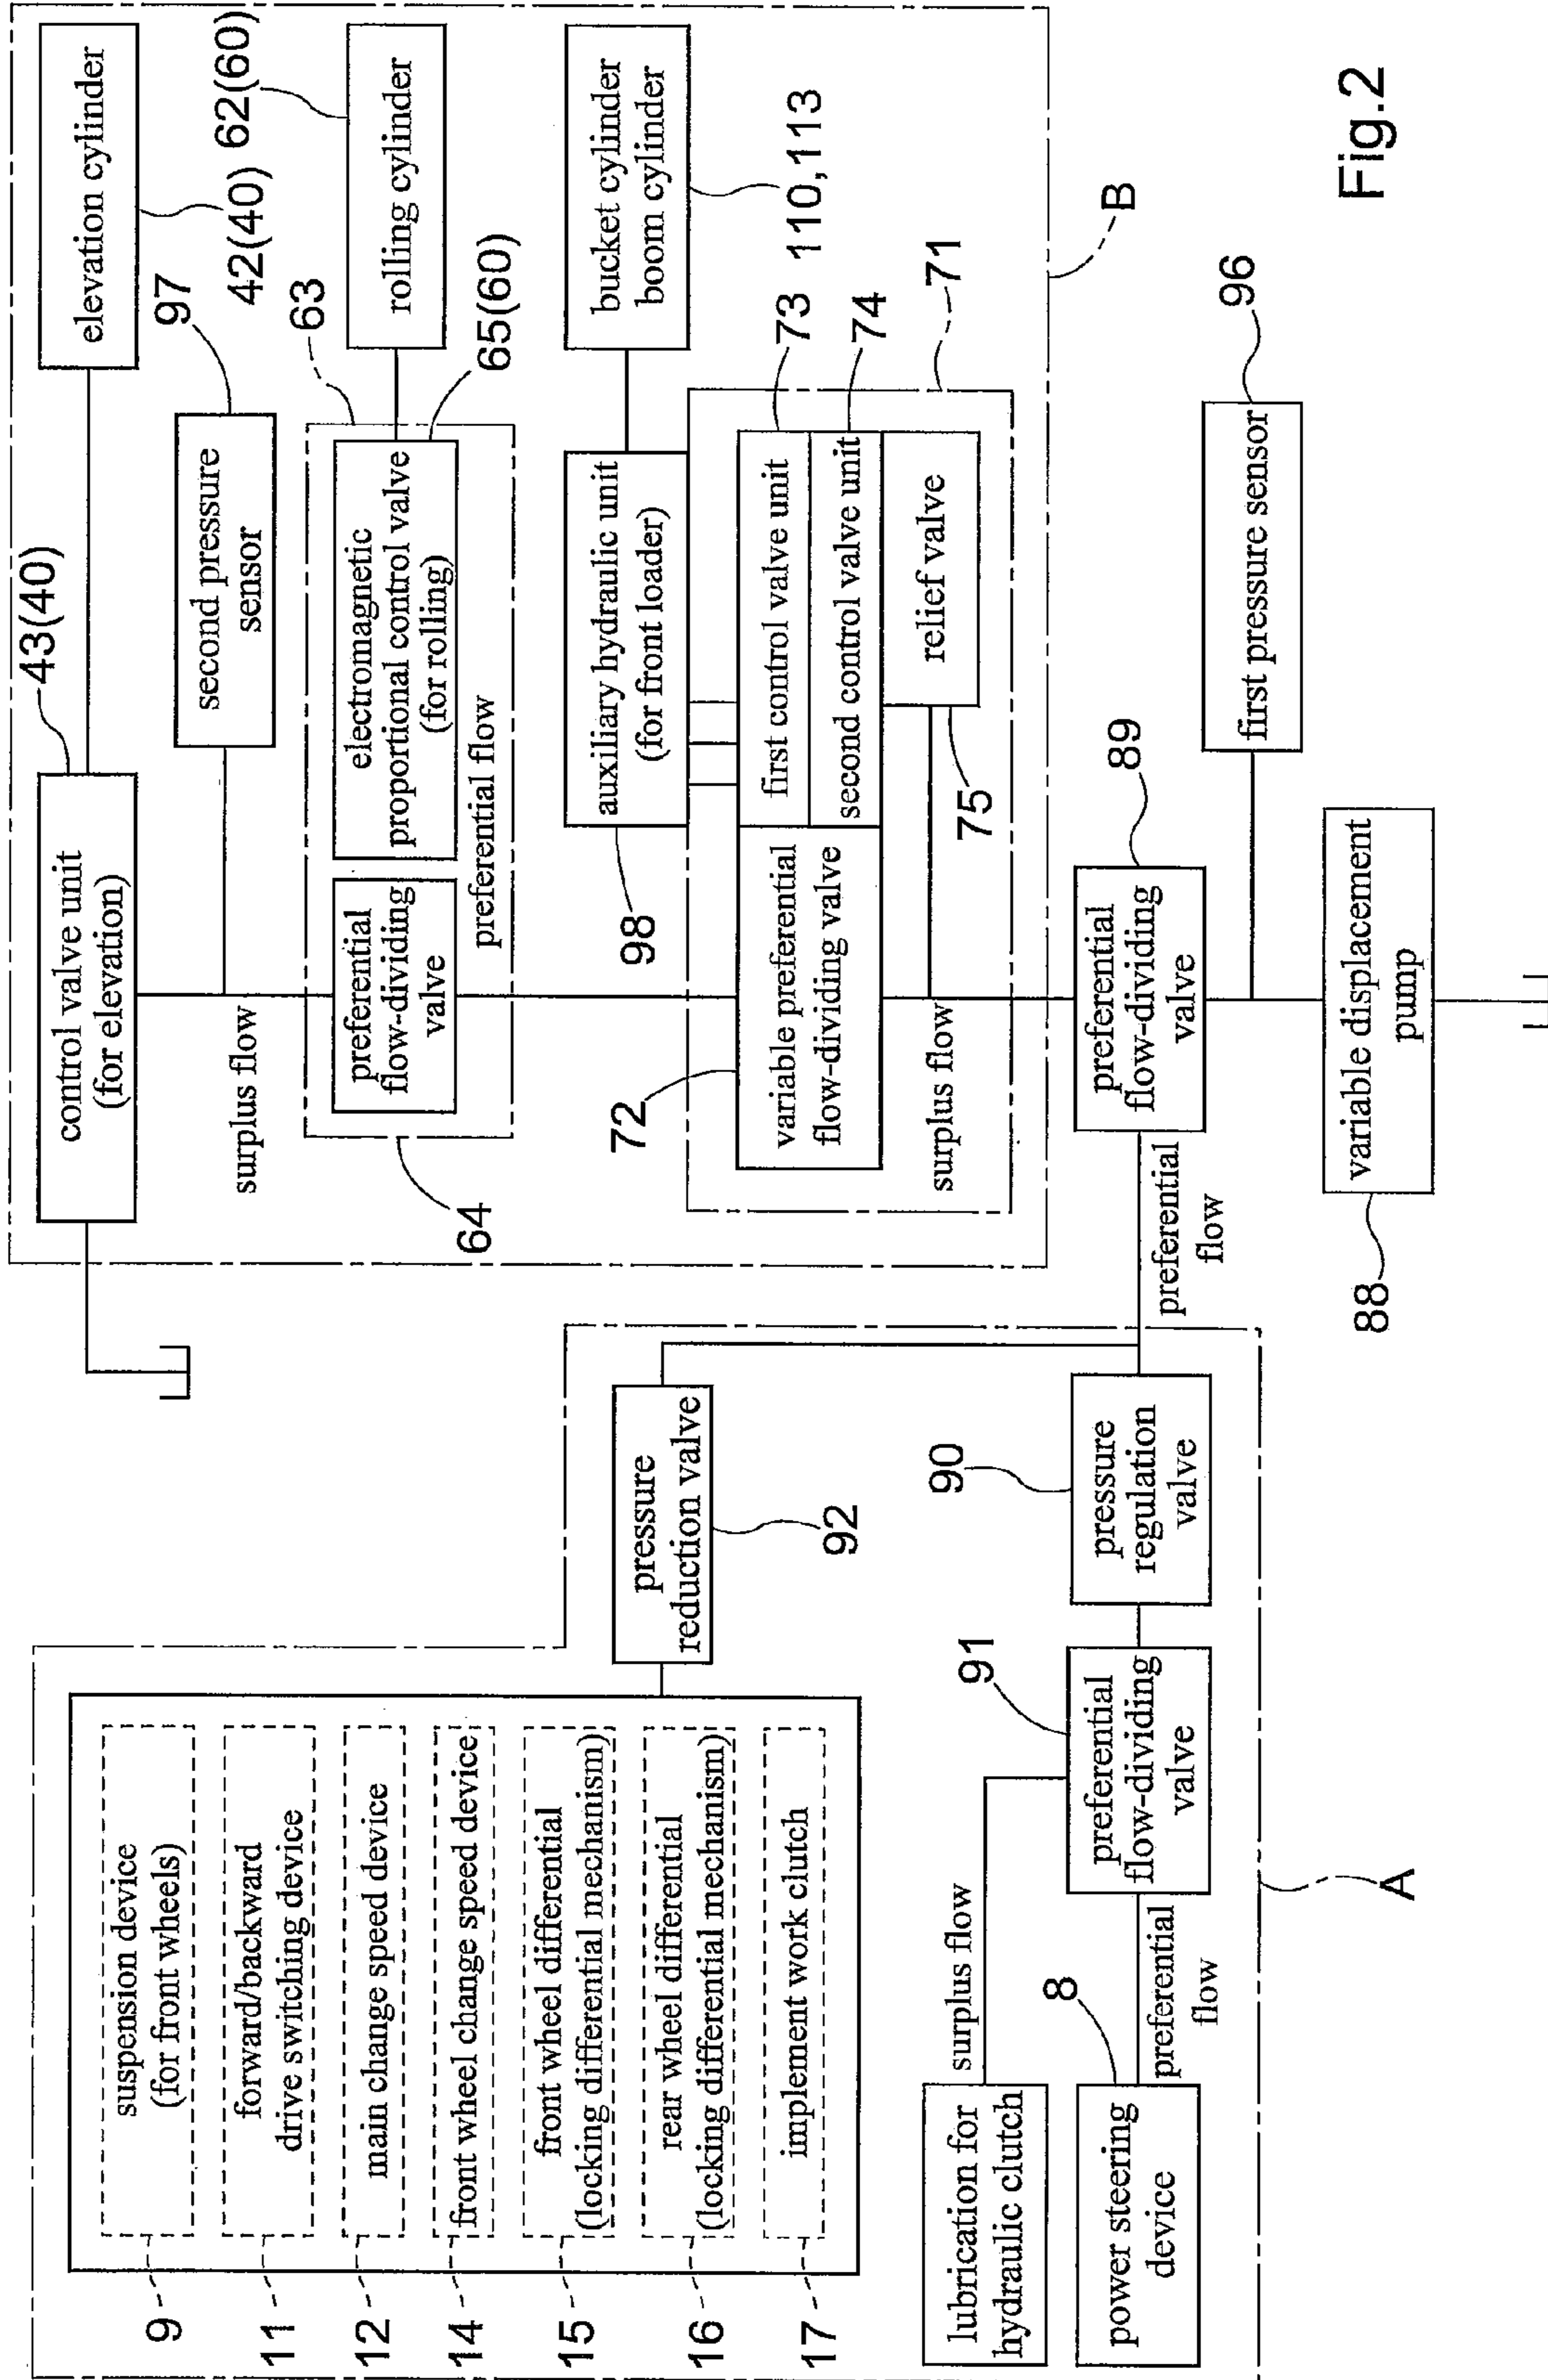 Fig.2
43(40)
control valve unit
(for elevation)
elevation cylinder
42(40)
97
second pressure
sensor
62(60)
rolling cylinder
63
electromagnetic
proportional control valve
(for rolling)
65(60)
surplus flow
preferential
flow-dividing
valve
64
preferential flow
auxiliary hydraulic unit
(for front loader)
98
bucket cylinder
boom cylinder
110,113
72
variable preferential
flow-dividing valve
first control valve unit
73
second control valve unit
74
relief valve
75
71
surplus flow
B
89
preferential
flow-dividing
valve
96
first pressure sensor
variable displacement
pump
88
preferential
flow
pressure
reduction valve
92
90
pressure
regulation
valve
91
preferential
flow-dividing
valve
surplus flow
preferential
flow
A
suspension device
(for front wheels)
9
forward/backward
drive switching device
11
main change speed device
12
front wheel change speed device
14
front wheel differential
(locking differential mechanism)
15
rear wheel differential
(locking differential mechanism)
16
implement work clutch
17
lubrication for
hydraulic clutch
8
power steering
device